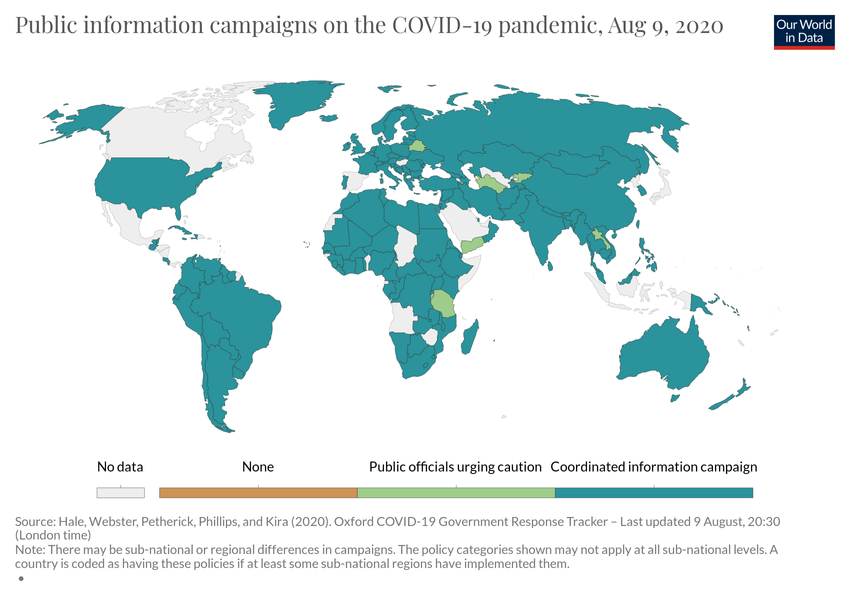 Public information campaigns on the COVID-19 pandemic, Aug 9, 2020
Our World
in Data
No data
None
Public officials urging caution
Coordinated information campaign
Source: Hale, Webster, Petherick, Phillips, and Kira (2020). Oxford COVID-19 Government Response Tracker – Last updated 9 August, 20:30
(London time)
Note: There may be sub-national or regional differences in campaigns. The policy categories shown may not apply at all sub-national levels. A
country is coded as having these policies if at least some sub-national regions have implemented them.
•